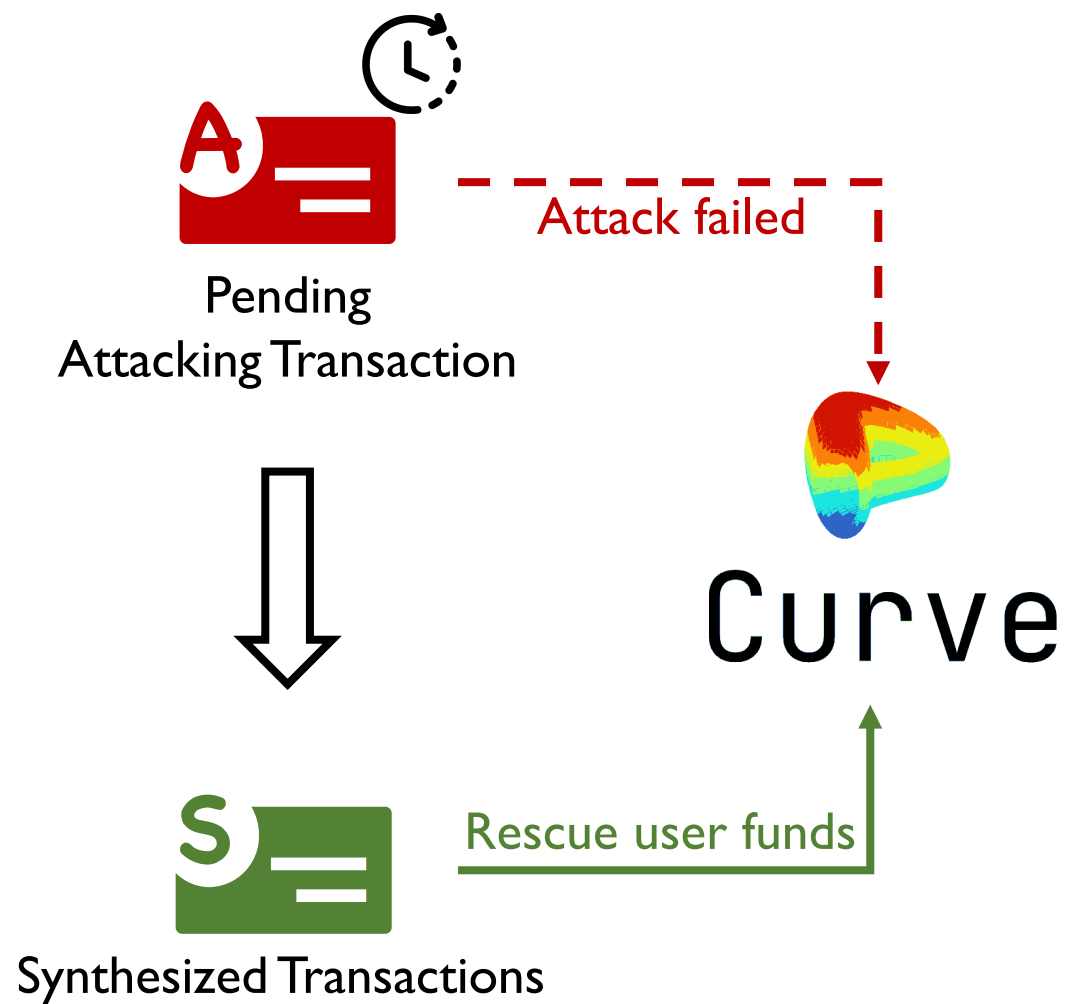 A
Attack failed
Pending
Attacking Transaction
Curve
S
Rescue user funds
Synthesized Transactions